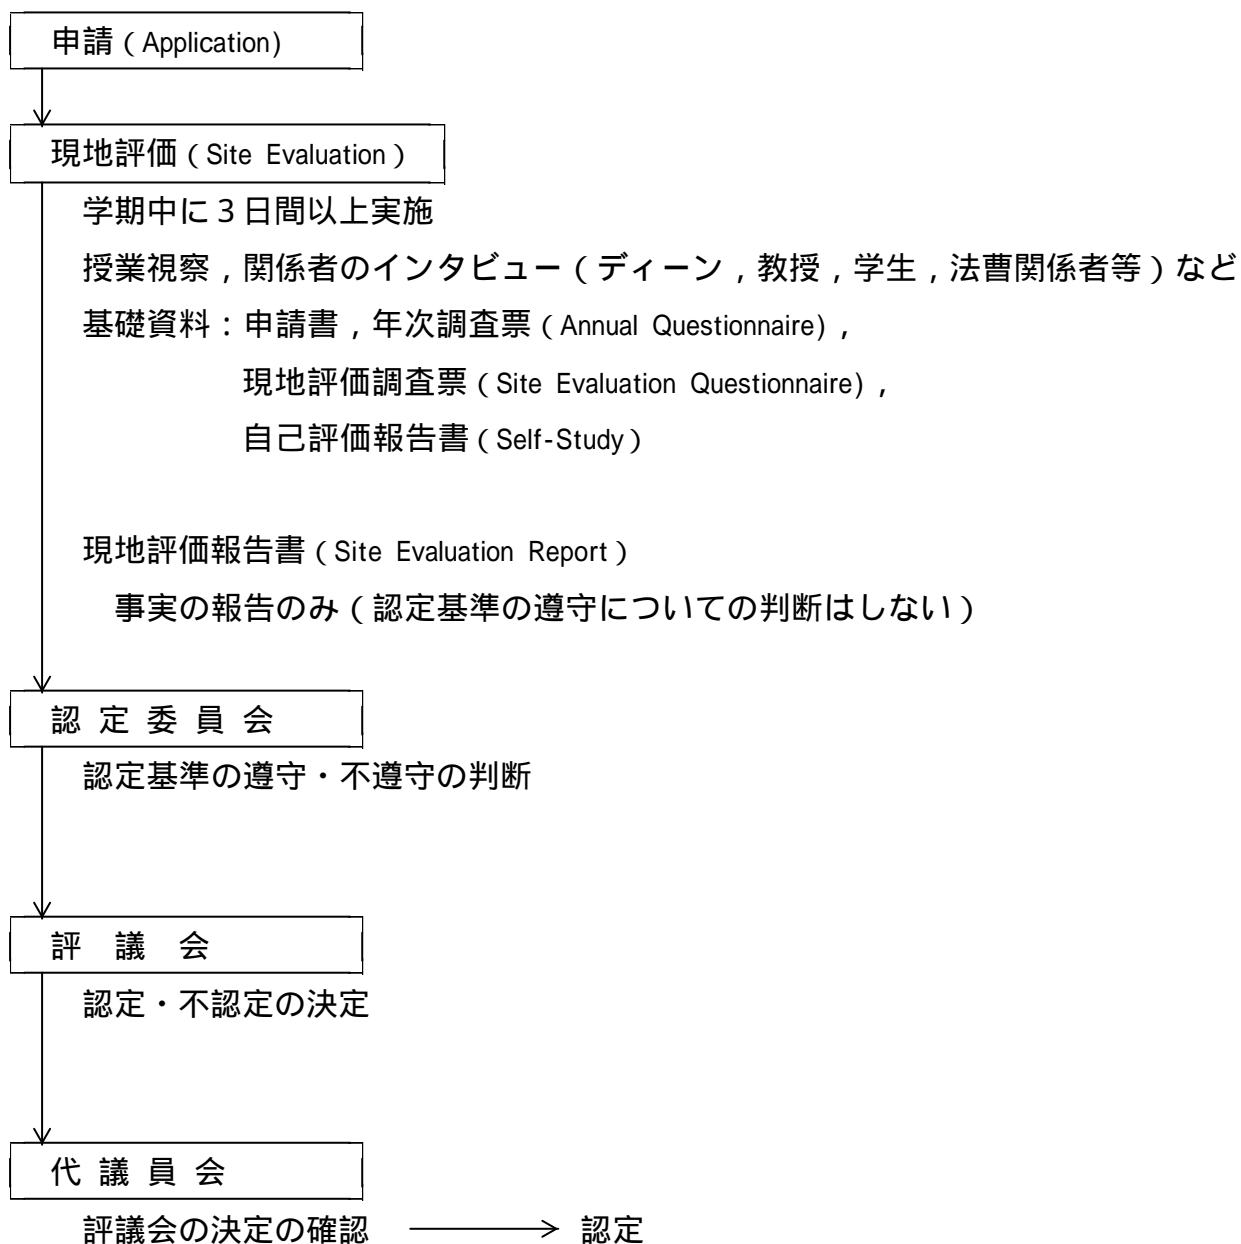 申請（Application)
現地評価（Site Evaluation）
学期中に３日間以上実施
授業視察，関係者のインタビュー（ディーン，教授，学生，法曹関係者等）など
基礎資料：申請書，年次調査票（Annual Questionnaire)，
現地評価調査票（Site Evaluation Questionnaire)，
自己評価報告書（Self-Study）
現地評価報告書（Site Evaluation Report）
事実の報告のみ（認定基準の遵守についての判断はしない）
認 定 委 員 会
認定基準の遵守・不遵守の判断
評　議　会
認定・不認定の決定
代 議 員 会
評議会の決定の確認 認定